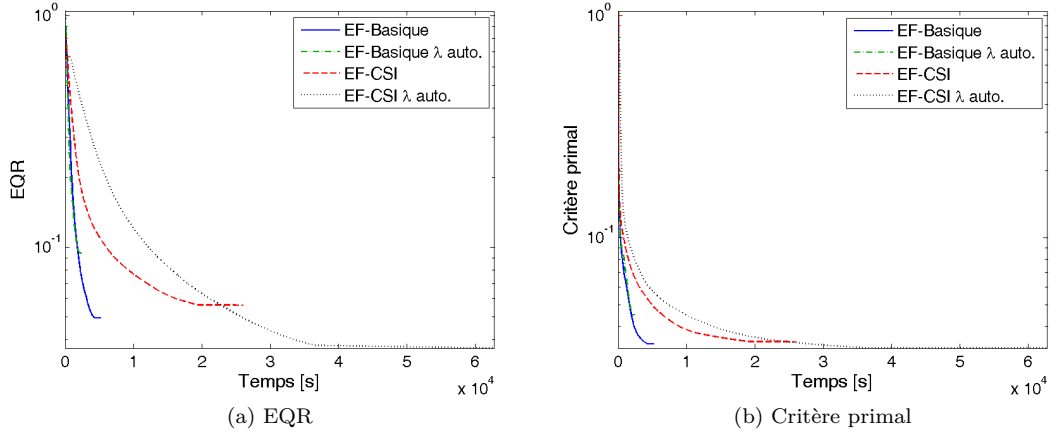 10^0
10^-1
EQR
EF-Basique
EF-Basique λ auto.
EF-CSI
EF-CSI λ auto.
0 1 2 3 4 5 6
Temps [s]
x 10^4
(a) EQR
10^0
10^-1
Critère primal
EF-Basique
EF-Basique λ auto.
EF-CSI
EF-CSI λ auto.
0 1 2 3 4 5 6
Temps [s]
x 10^4
(b) Critère primal